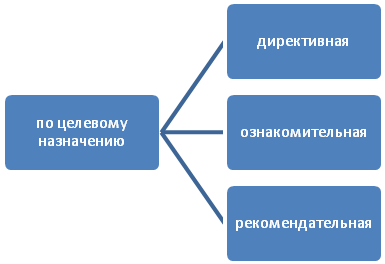 по целевому
назначению
директивная
ознакомительная
рекомендательная